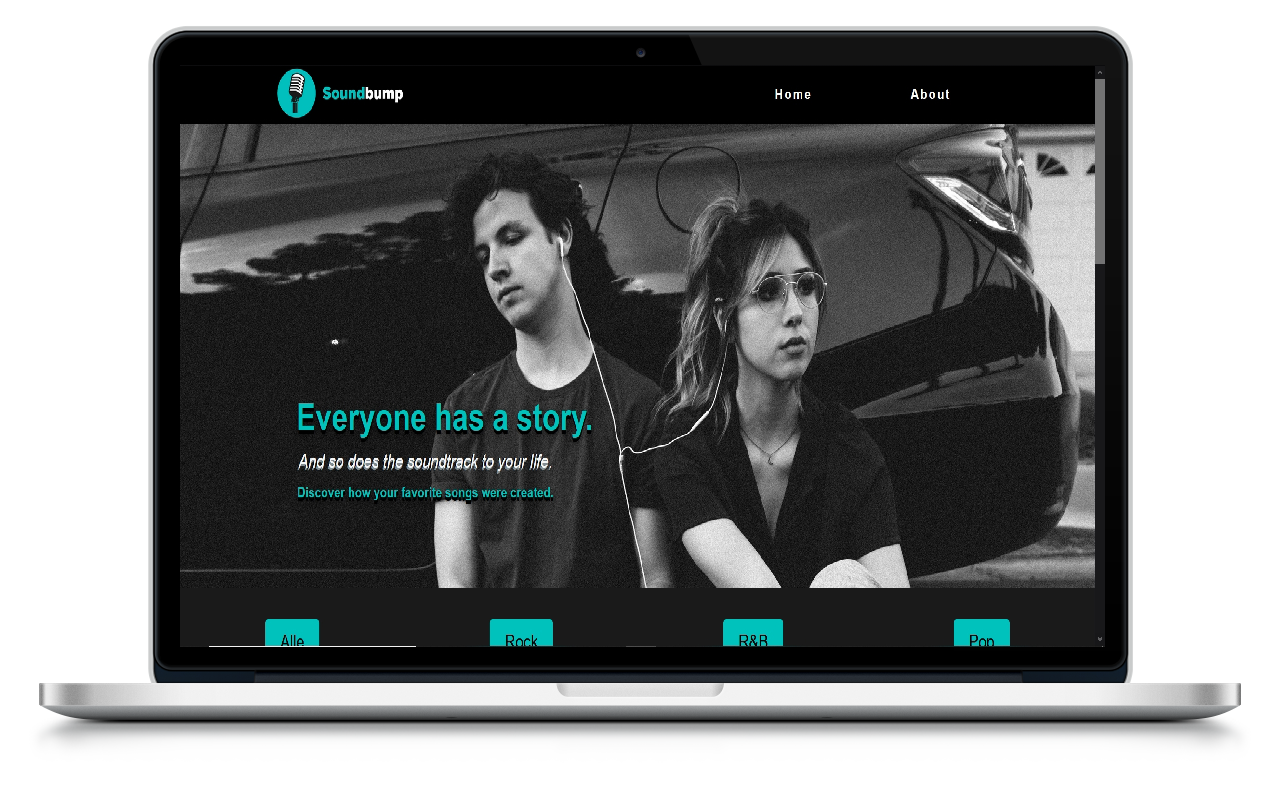 Soundbump
Home
About
Everyone has a story.
And so does the soundtrack to your life.
Discover how your favorite songs were created.
Alle
Rock
R&B
Pop